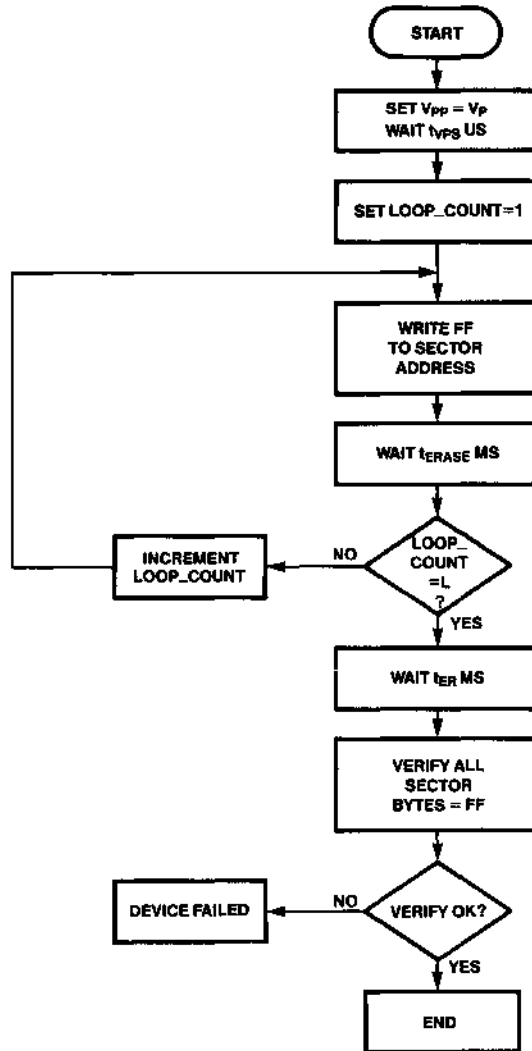 START
SET VPP = VP
WAIT tVPS US
SET LOOP_COUNT=1
WRITE FF
TO SECTOR
ADDRESS
WAIT tERASE MS
LOOP_
COUNT
=L
?
NO
INCREMENT
LOOP_COUNT
YES
WAIT tER MS
VERIFY ALL
SECTOR
BYTES = FF
VERIFY OK?
NO
DEVICE FAILED
YES
END